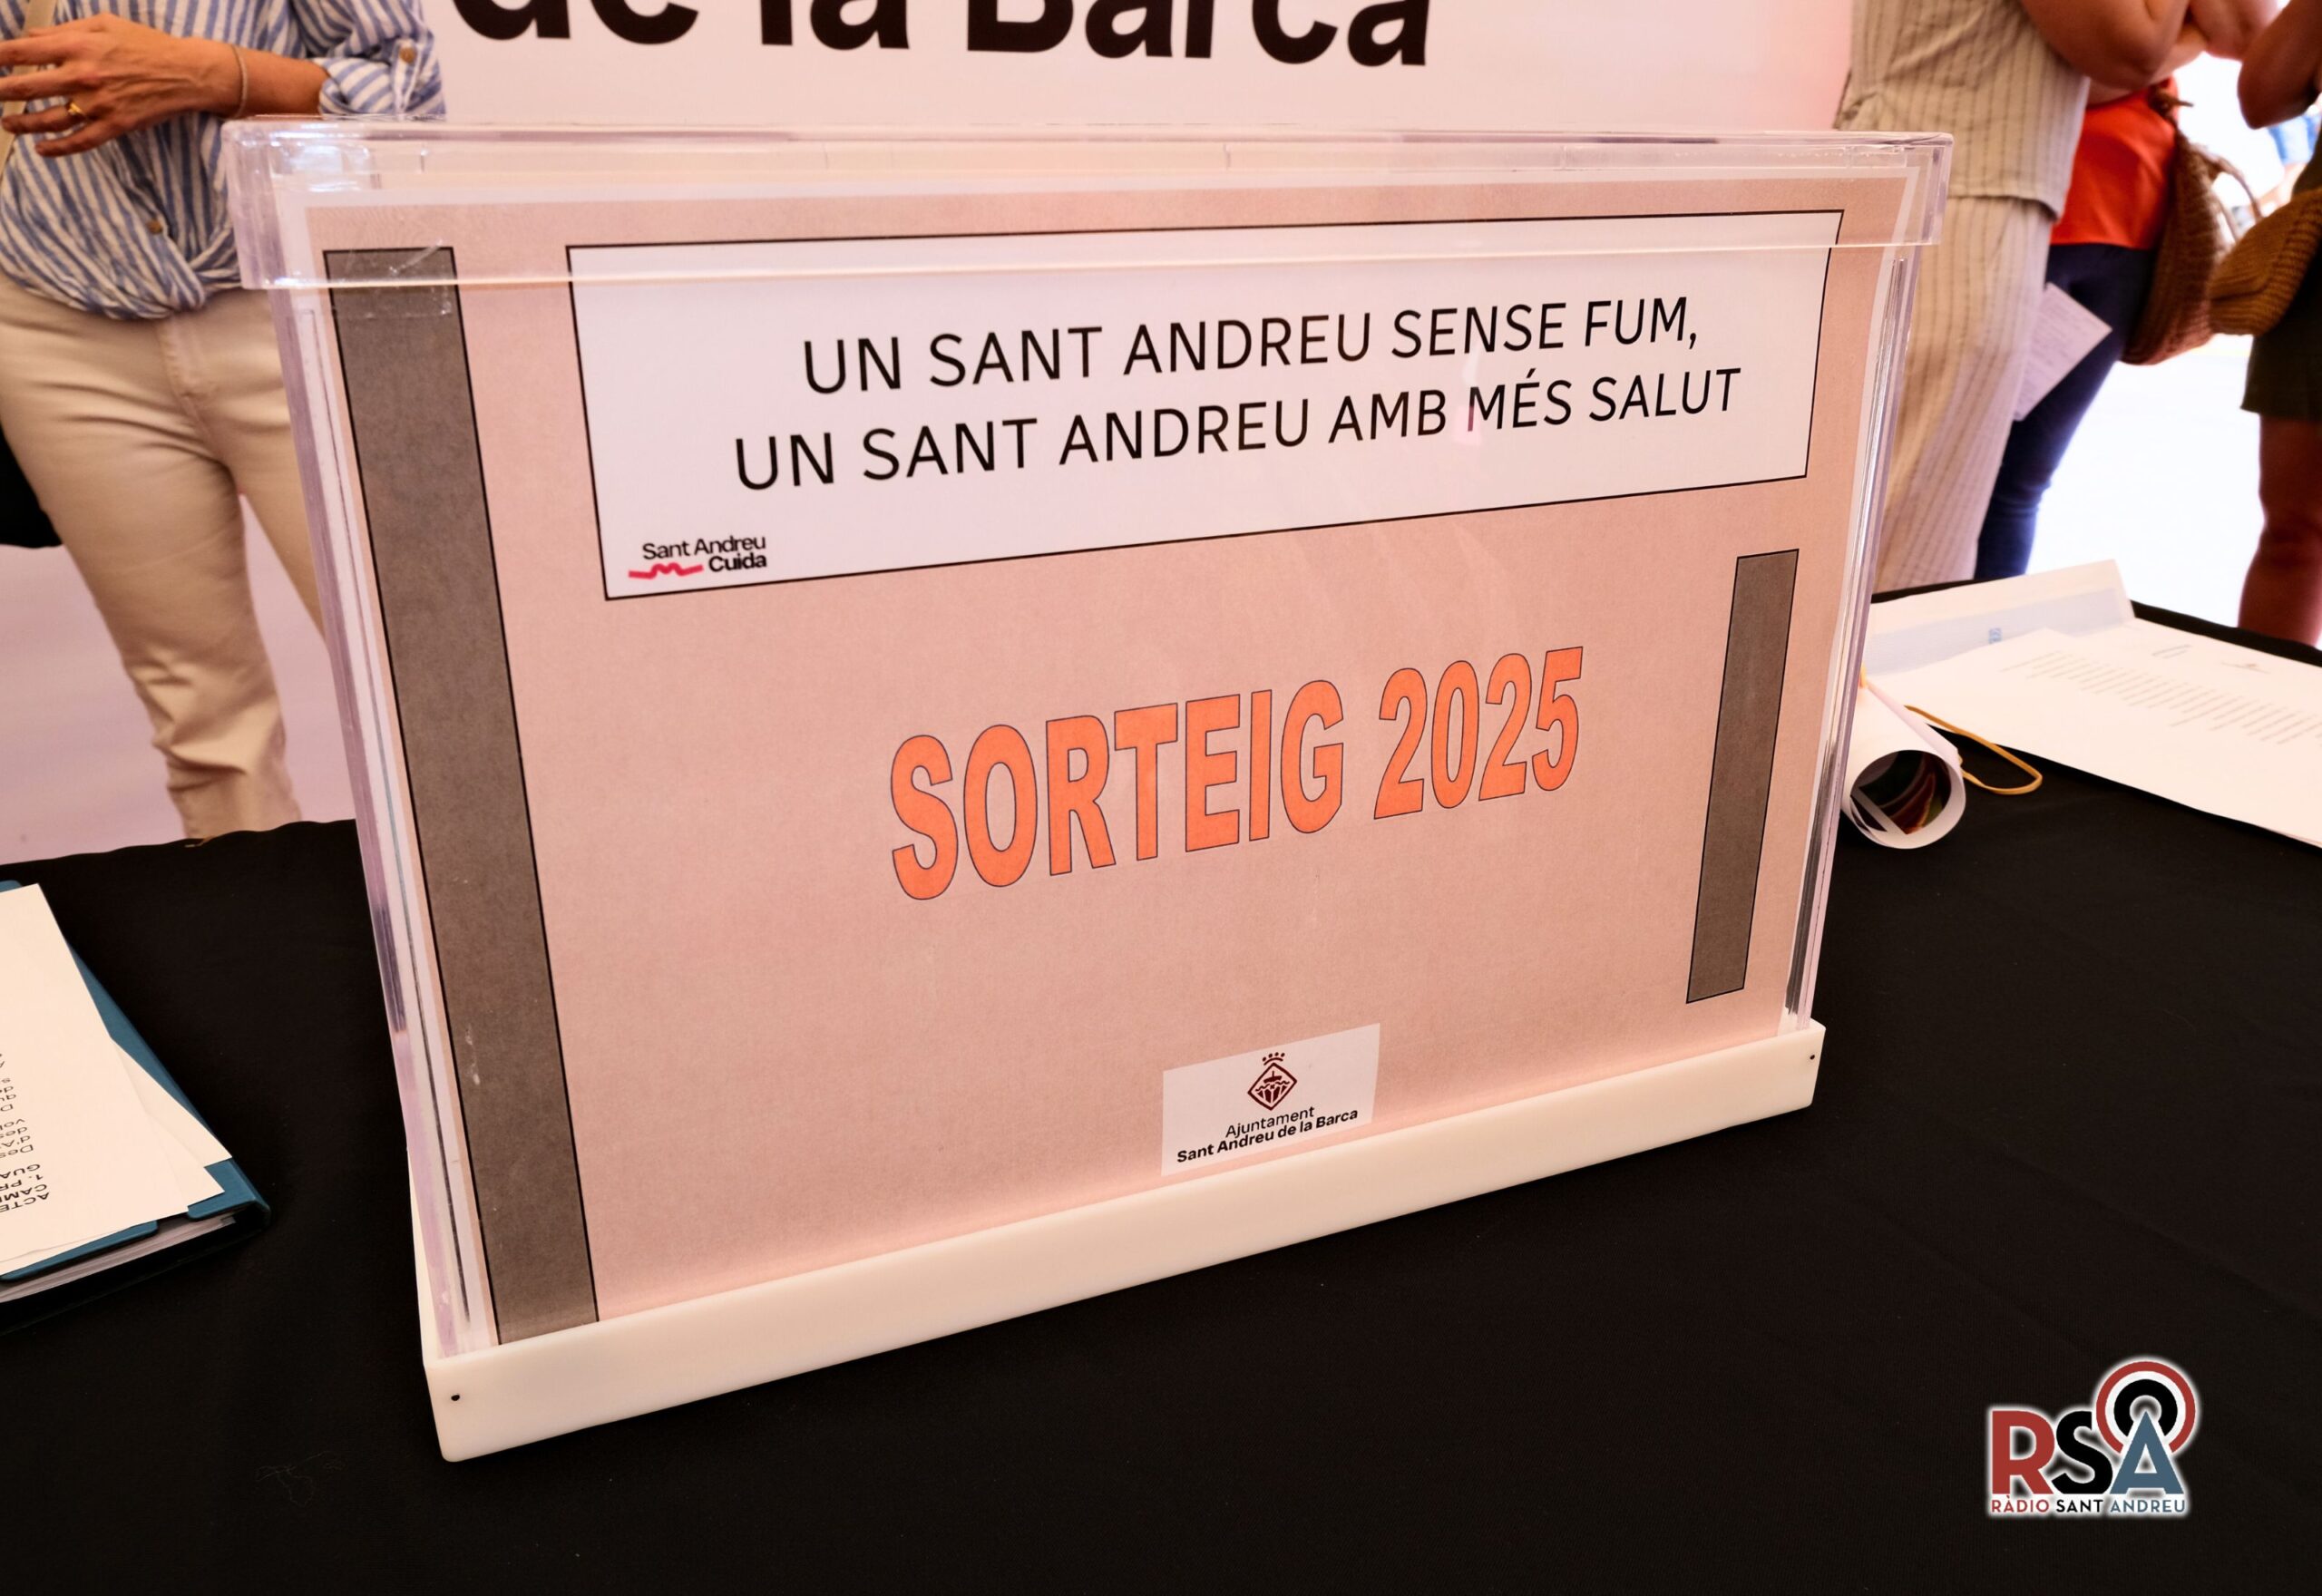 de la Barca
UN SANT ANDREU SENSE FUM,
UN SANT ANDREU AMB MÉS SALUT
Sant Andreu
Cuida
SORTEIG 2025
Ajuntament
Sant Andreu de la Barca
RSA
RÀDIO SANT ANDREU